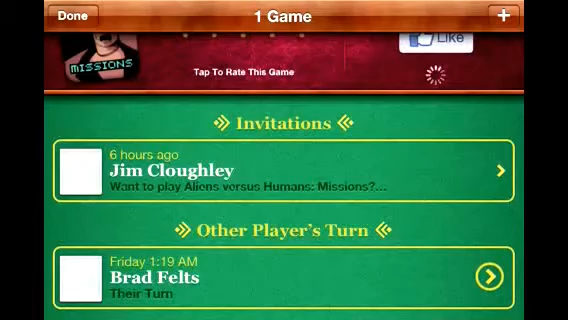 Done
1 Game
+
MISSIONS
Tap To Rate This Game
Like
Invitations
6 hours ago
Jim Cloughley
Want to play Aliens versus Humans: Missions?...
Other Player's Turn
Friday 1:19 AM
Brad Felts
Their Turn